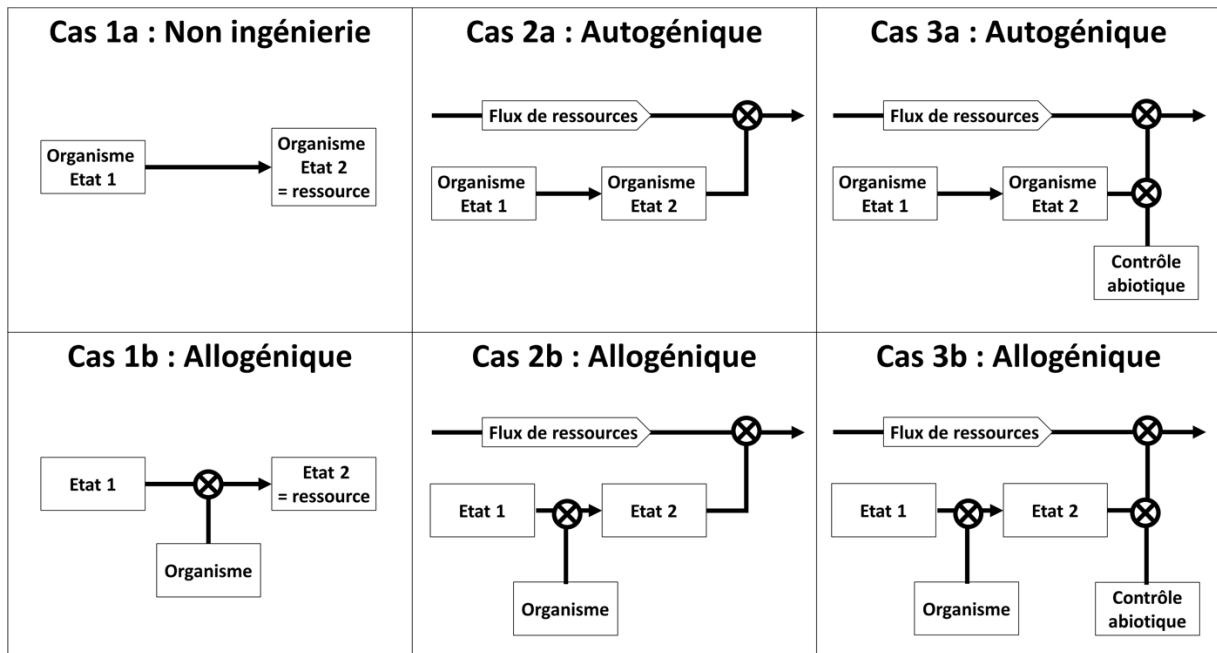 Cas 1a : Non ingénierie
Organisme
Etat 1
Organisme
Etat 2
= ressource
Cas 2a : Autogénique
Flux de ressources
Organisme
Etat 1
Organisme
Etat 2
Cas 3a : Autogénique
Flux de ressources
Organisme
Etat 1
Organisme
Etat 2
Contrôle
abiotique
Cas 1b : Allogénique
Etat 1
Etat 2
= ressource
Organisme
Cas 2b : Allogénique
Flux de ressources
Etat 1
Etat 2
Organisme
Cas 3b : Allogénique
Flux de ressources
Etat 1
Etat 2
Organisme
Contrôle
abiotique